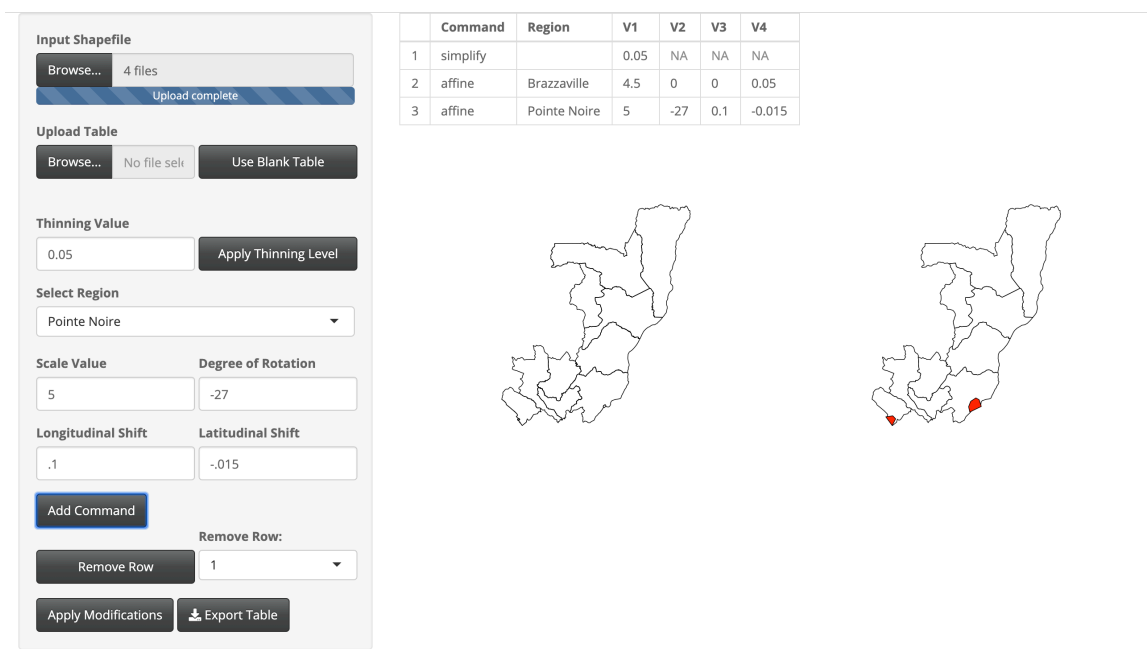 Input Shapefile
Browse... 4 files
Upload complete
Upload Table
Browse... No file sele Use Blank Table
Thinning Value
0.05 Apply Thinning Level
Select Region
Pointe Noire
Scale Value Degree of Rotation
5 -27
Longitudinal Shift Latitudinal Shift
.1 -.015
Add Command
Remove Row:
Remove Row 1
Apply Modifications Export Table
Command Region V1 V2 V3 V4
1 simplify 0.05 NA NA NA
2 affine Brazzaville 4.5 0 0 0.05
3 affine Pointe Noire 5 -27 0.1 -0.015